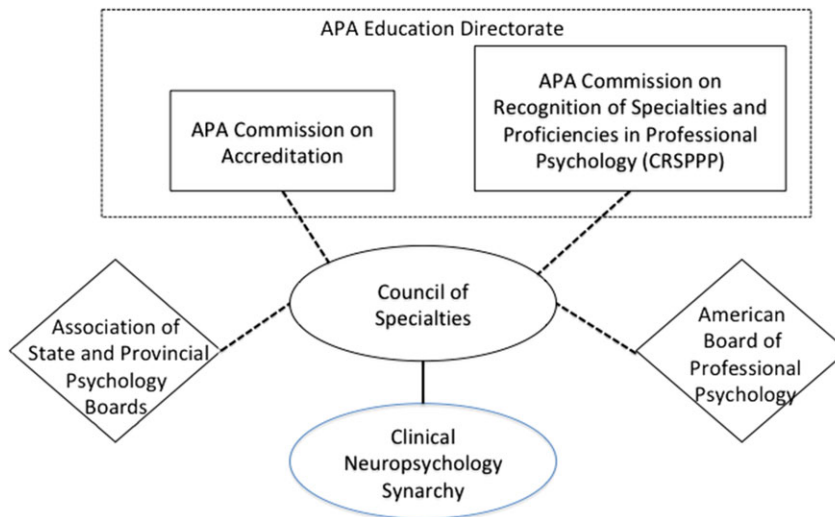 APA Education Directorate
APA Commission on
Accreditation
APA Commission on
Recognition of Specialties and
Proficiencies in Professional
Psychology (CRSPPP)
Council of
Specialties
Association of
State and Provincial
Psychology
Boards
American
Board of
Professional
Psychology
Clinical
Neuropsychology
Synarchy